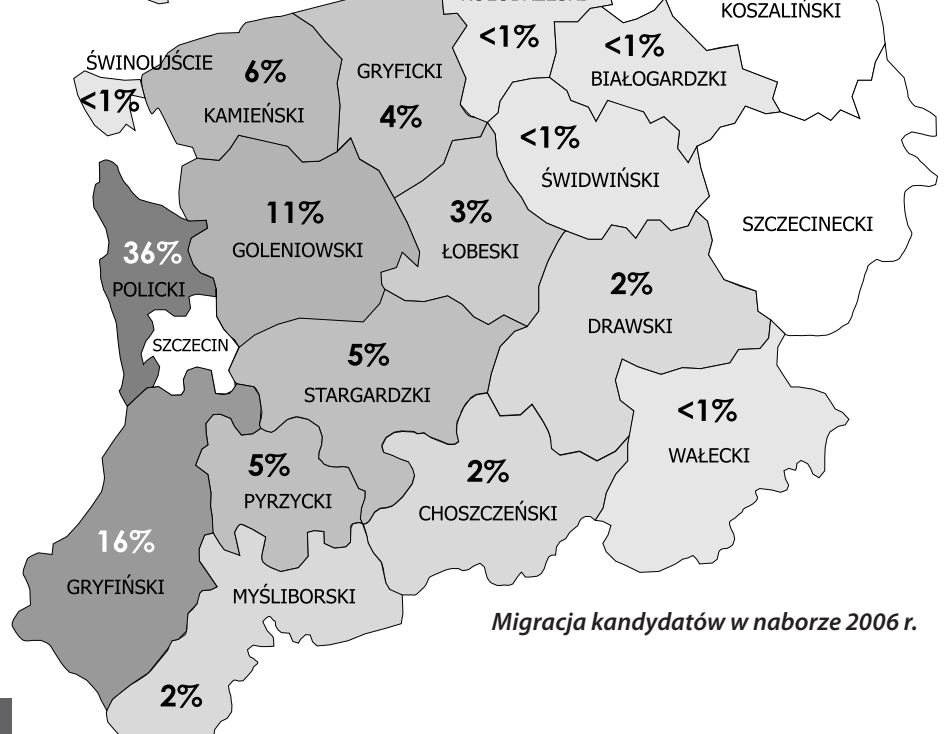 KOSZALIŃSKI
<1%
<1%
ŚWINOUJŚCIE
6%
GRYFICKI
BIAŁOGARDZKI
<1%
KAMIEŃSKI
4%
<1%
ŚWIDWIŃSKI
11%
3%
SZCZECINECKI
36%
GOLENIOWSKI
ŁOBESKI
POLICKI
2%
DRAWSKI
SZCZECIN
5%
STARGARDZKI
<1%
WAŁECKI
5%
2%
PYRZYCKI
CHOSZCZEŃSKI
16%
GRYFIŃSKI
MYŚLIBORSKI
Migracja kandydatów w naborze 2006 r.
2%